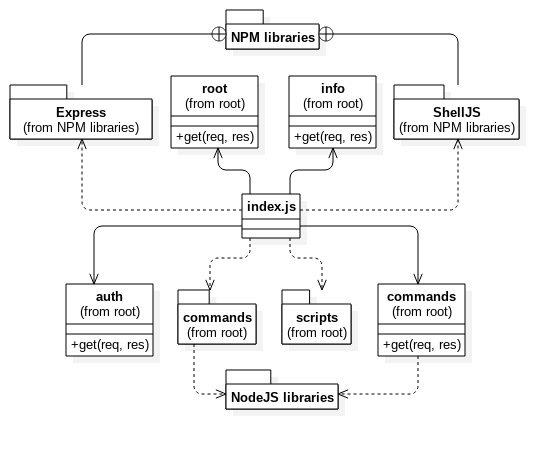 NPM libraries
Express
(from NPM libraries)
root
(from root)
+get(req, res)
info
(from root)
+get(req, res)
ShellJS
(from NPM libraries)
index.js
auth
(from root)
+get(req, res)
commands
(from root)
scripts
(from root)
commands
(from root)
+get(req, res)
NodeJS libraries